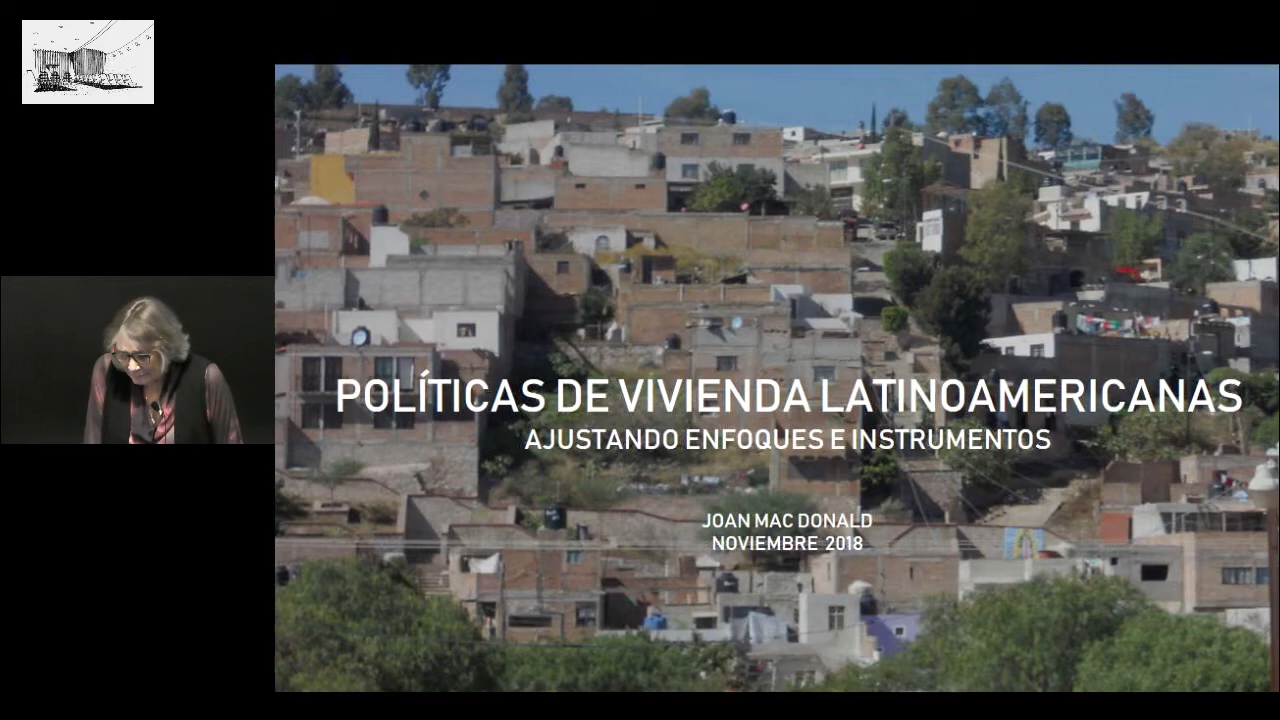 POLÍTICAS DE VIVIENDA LATINOAMERICANAS
AJUSTANDO ENFOQUES E INSTRUMENTOS
JOAN MAC DONALD
NOVIEMBRE 2018